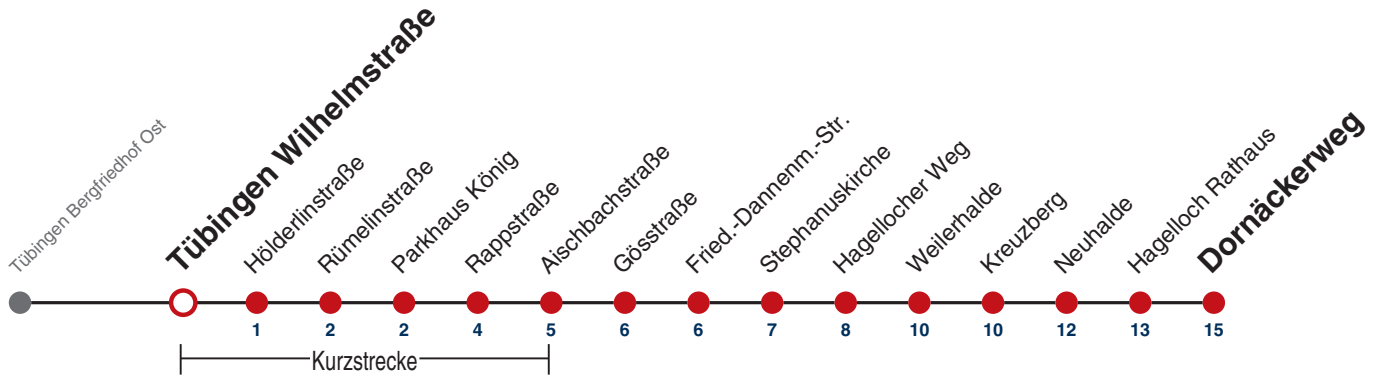 Tübingen Bergfriedhof Ost
Tübingen Wilhelmstraße
Hölderlinstraße
Rümelinstraße
Parkhaus König
Rappstraße
Aischbachstraße
Gösstraße
Fried.-Dannenm.-Str.
Stephanuskirche
Hagellocher Weg
Weilerhalde
Kreuzberg
Neuhalde
Hagelloch Rathaus
Dornäckerweg
1 2 2 4 5 6 6 7 8 10 10 12 13 15
Kurzstrecke